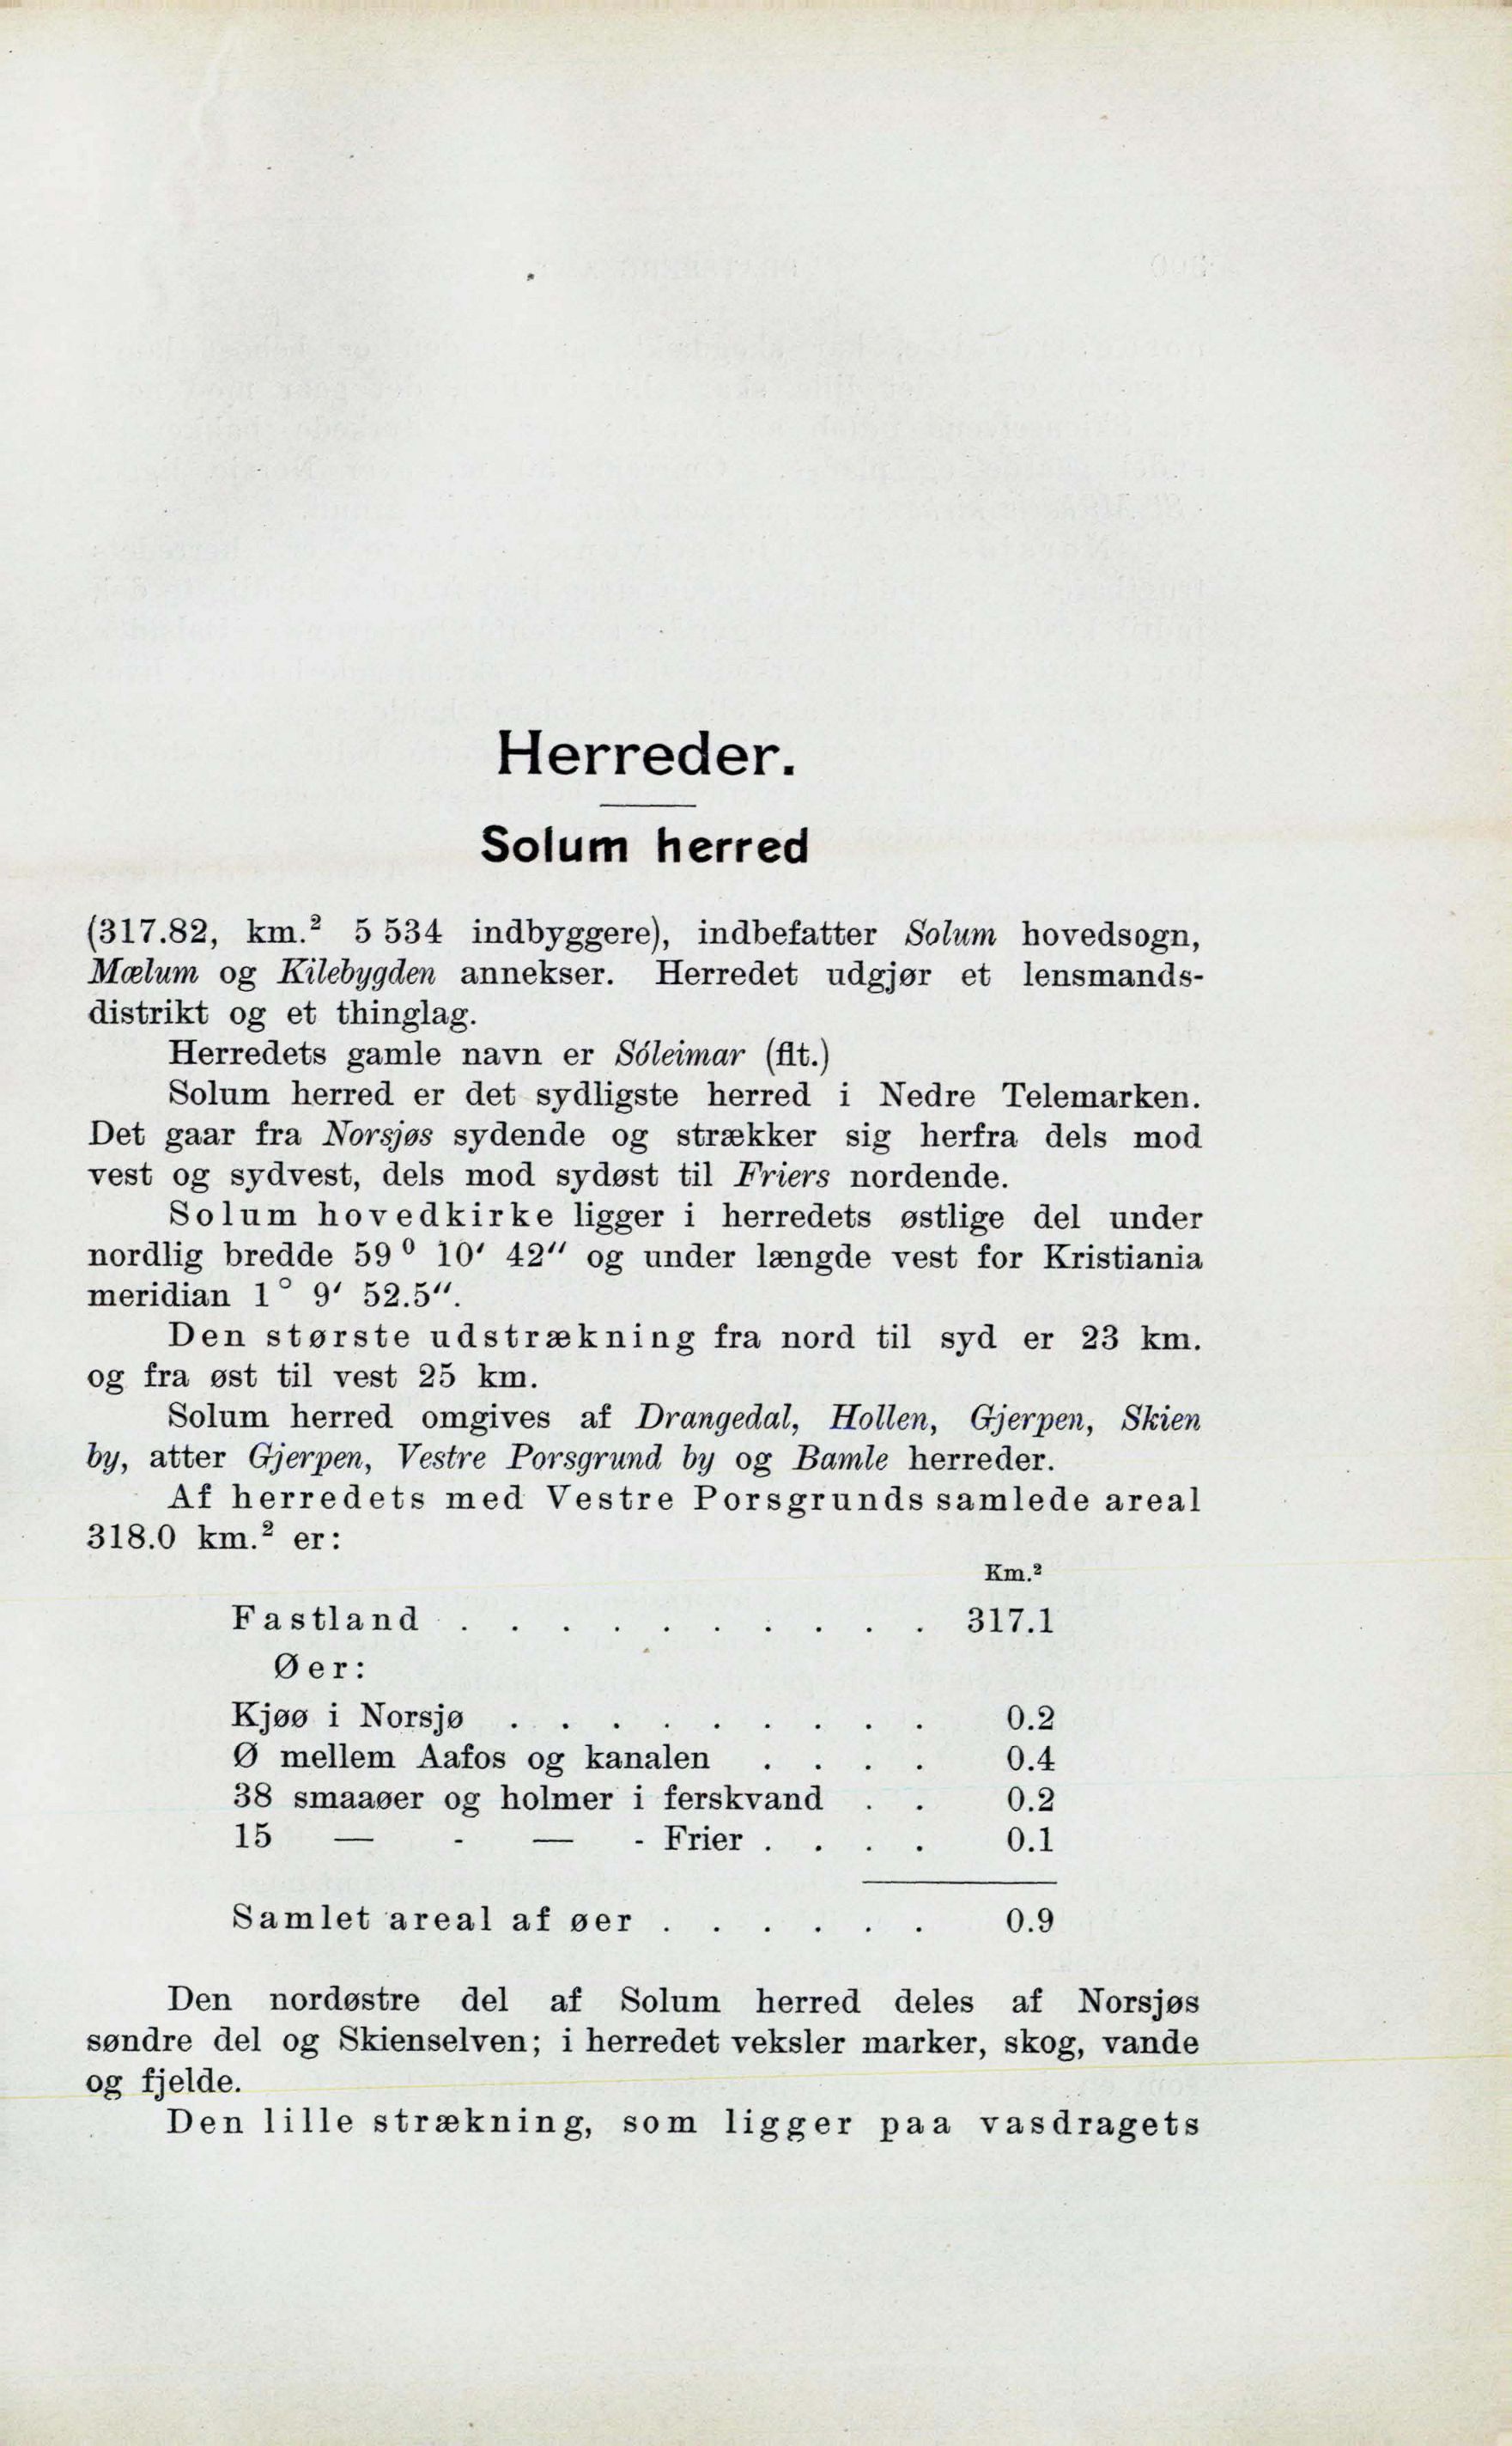 Herreder.
Solum herred
(317.82, km.² 5 534 indbyggere), indbefatter Solum hovedsogn,
Mælum og Kilebygden annekser. Herredet udgjør et lensmands-
distrikt og et thinglag.
Herredets gamle navn er Sóleimar (flt.)
Solum herred er det sydligste herred i Nedre Telemarken.
Det gaar fra Norsjøs sydende og strækker sig herfra dels mod
vest og sydvest, dels mod sydøst til Friers nordende.
Solum hovedkirke ligger i herredets østlige del under
nordlig bredde 59⁰ 10′ 42″ og under længde vest for Kristiania
meridian 1° 9′ 52.5″.
Den største udstrækning fra nord til syd er 23 km.
og fra øst til vest 25 km.
Solum herred omgives af Drangedal, Hollen, Gjerpen, Skien
by, atter Gjerpen, Vestre Porsgrund by og Bamle herreder.
Af herredets med Vestre Porsgrunds samlede areal
318.0 km.² er:
Km.²
Fastland . . . . . . . . . . 317.1
Øer:
Kjøø i Norsjø . . . . . . . . . 0.2
Ø mellem Aafos og kanalen . . . . 0.4
38 smaaøer og holmer i ferskvand . . 0.2
15 — - — - Frier . . . . 0.1
Samlet areal af øer . . . . . . 0.9
Den nordøstre del af Solum herred deles af Norsjøs
søndre del og Skienselven; i herredet veksler marker, skog, vande
og fjelde.
Den lille strækning, som ligger paa vasdragets